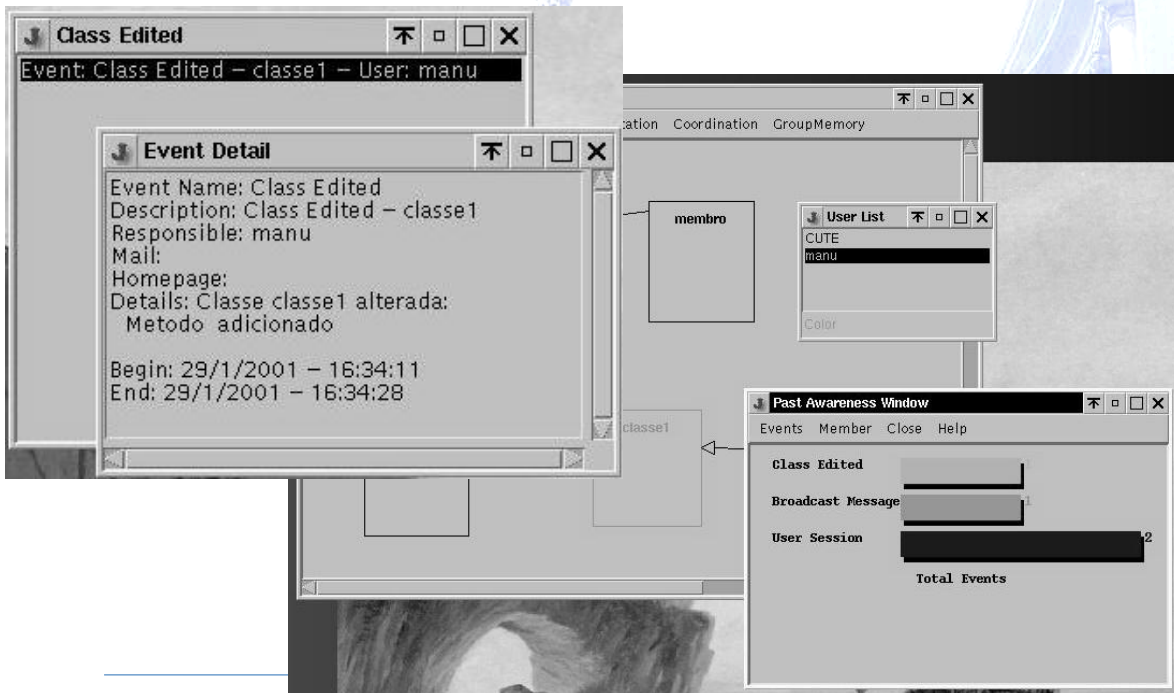 Class Edited
Event: Class Edited – classe1 – User: manu
Event Detail
Event Name: Class Edited
Description: Class Edited – classe1
Responsible: manu
Mail:
Homepage:
Details: Classe classe1 alterada:
Metodo adicionado
Begin: 29/1/2001 – 16:34:11
End: 29/1/2001 – 16:34:28
Coordination GroupMemory
membro
classe1
User List
CUTE
manu
Color
Past Awareness Window
Events Member Close Help
Class Edited 1
Broadcast Message 1
User Session 2
Total Events